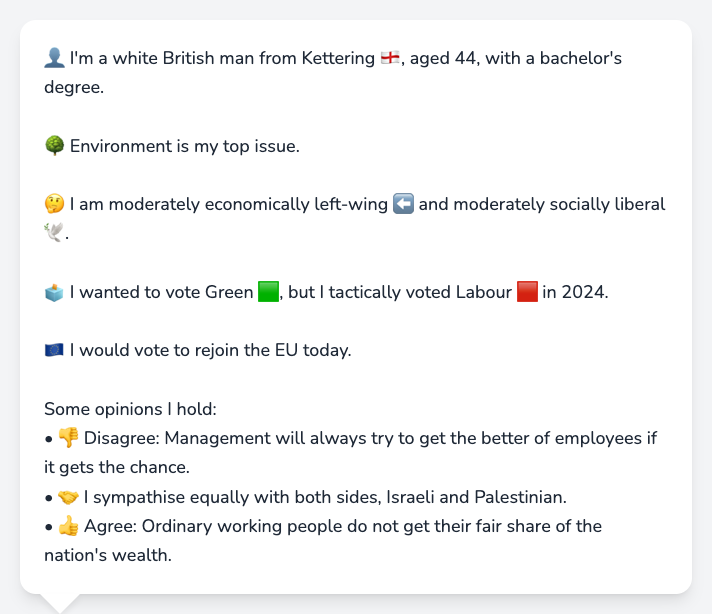 👤 I'm a white British man from Kettering 🏴󠁧󠁢󠁥󠁮󠁧󠁿, aged 44, with a bachelor's
degree.
🌳 Environment is my top issue.
🤔 I am moderately economically left-wing ⬅️ and moderately socially liberal
🕊️.
🗳️ I wanted to vote Green 🟩, but I tactically voted Labour 🟥 in 2024.
🇪🇺 I would vote to rejoin the EU today.
Some opinions I hold:
• 👎 Disagree: Management will always try to get the better of employees if
it gets the chance.
• 🤝 I sympathise equally with both sides, Israeli and Palestinian.
• 👍 Agree: Ordinary working people do not get their fair share of the
nation's wealth.